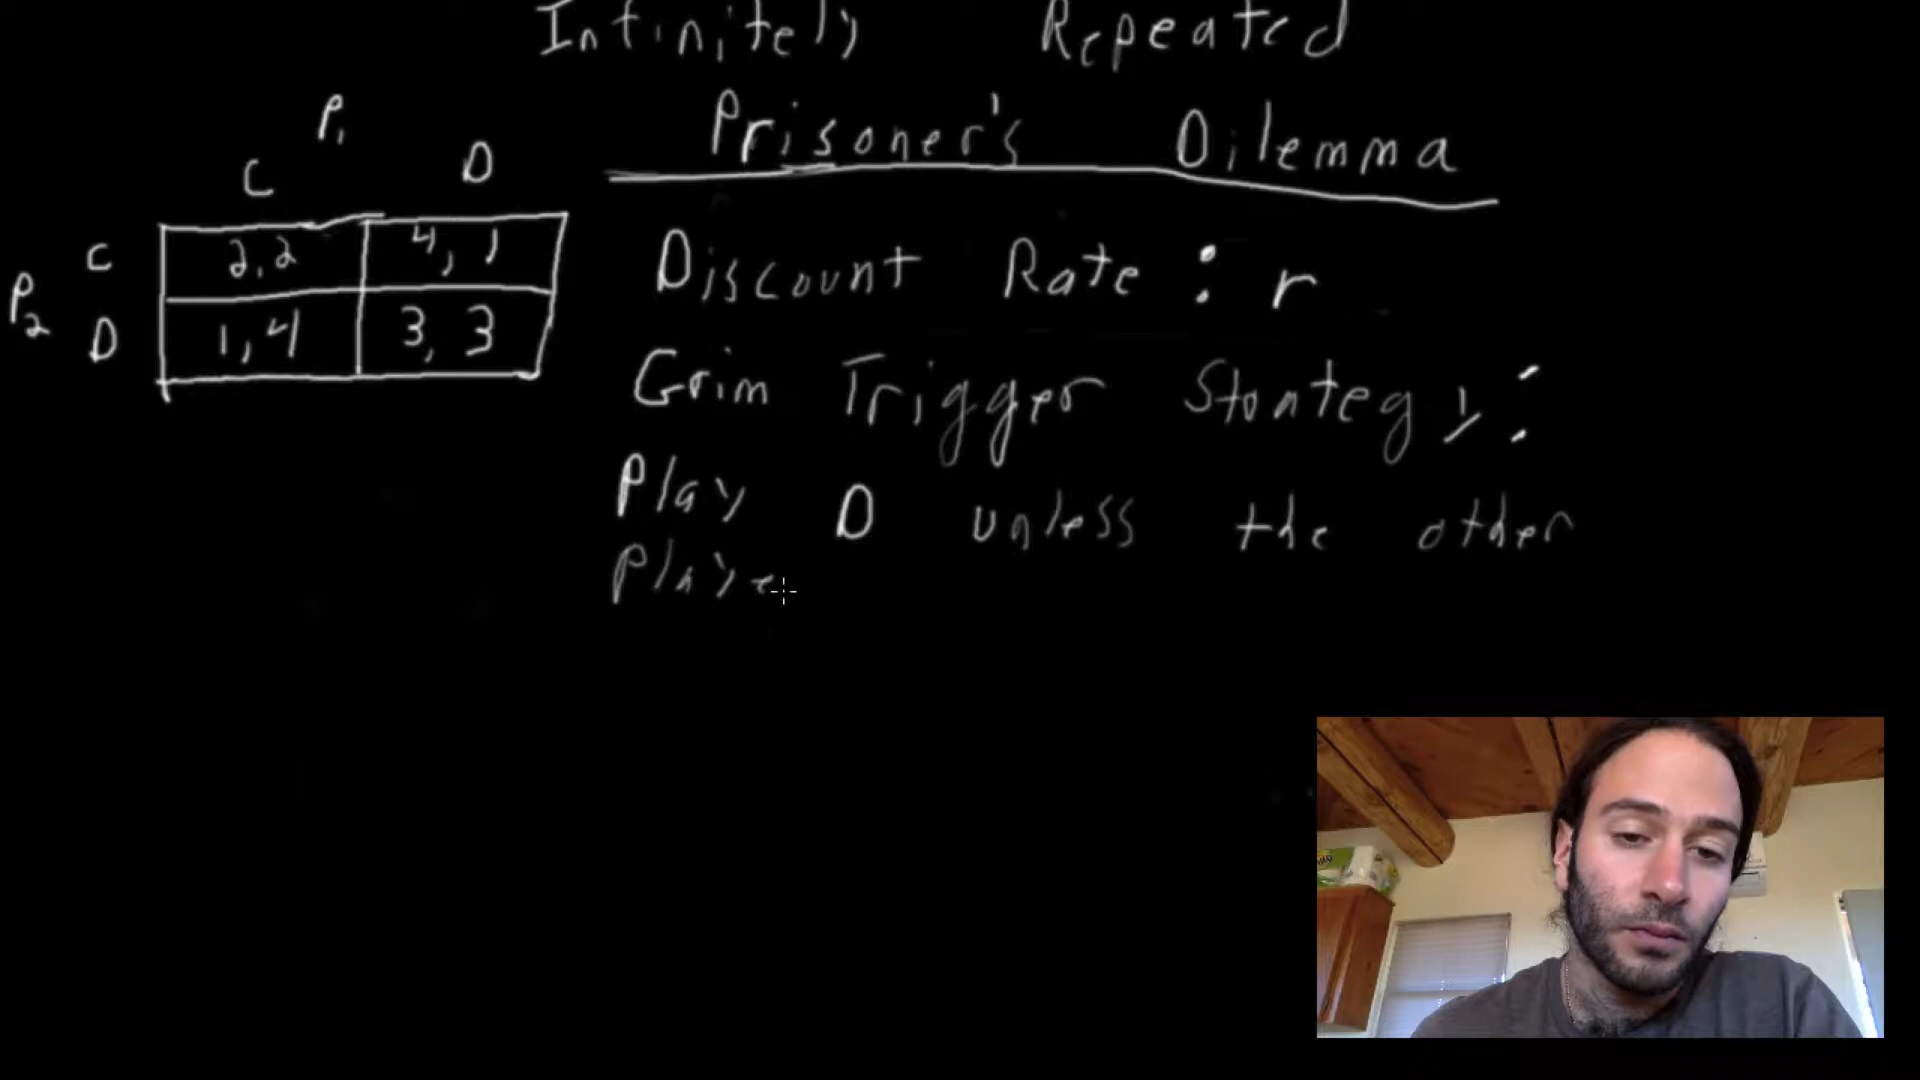 Infinitely Repeated
Prisoner's Dilemma
P1
C D
P2
C 2,2 4,1
D 1,4 3,3
Discount Rate : r
Grim Trigger Strategy :
Play D unless the other
Playe